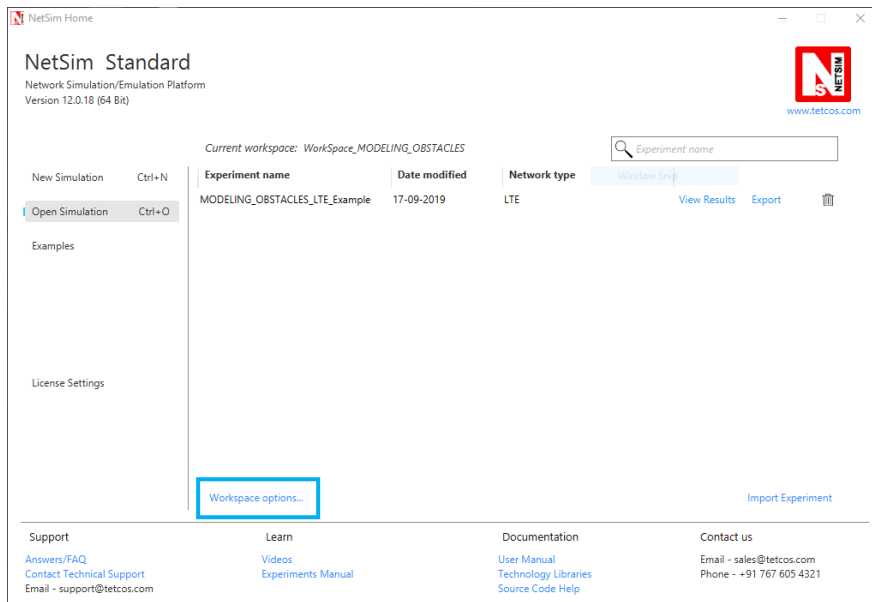 NetSim Home
NetSim Standard
Network Simulation/Emulation Platform
Version 12.0.18 (64 Bit)
NS NETSIM
www.tetcos.com
Current workspace: WorkSpace_MODELING_OBSTACLES
Experiment name
New Simulation Ctrl+N
Open Simulation Ctrl+O
Examples
License Settings
Experiment name Date modified Network type Window Snip
MODELING_OBSTACLES_LTE_Example 17-09-2019 LTE View Results Export
Workspace options...
Import Experiment
Support
Answers/FAQ
Contact Technical Support
Email - support@tetcos.com
Learn
Videos
Experiments Manual
Documentation
User Manual
Technology Libraries
Source Code Help
Contact us
Email - sales@tetcos.com
Phone - +91 767 605 4321